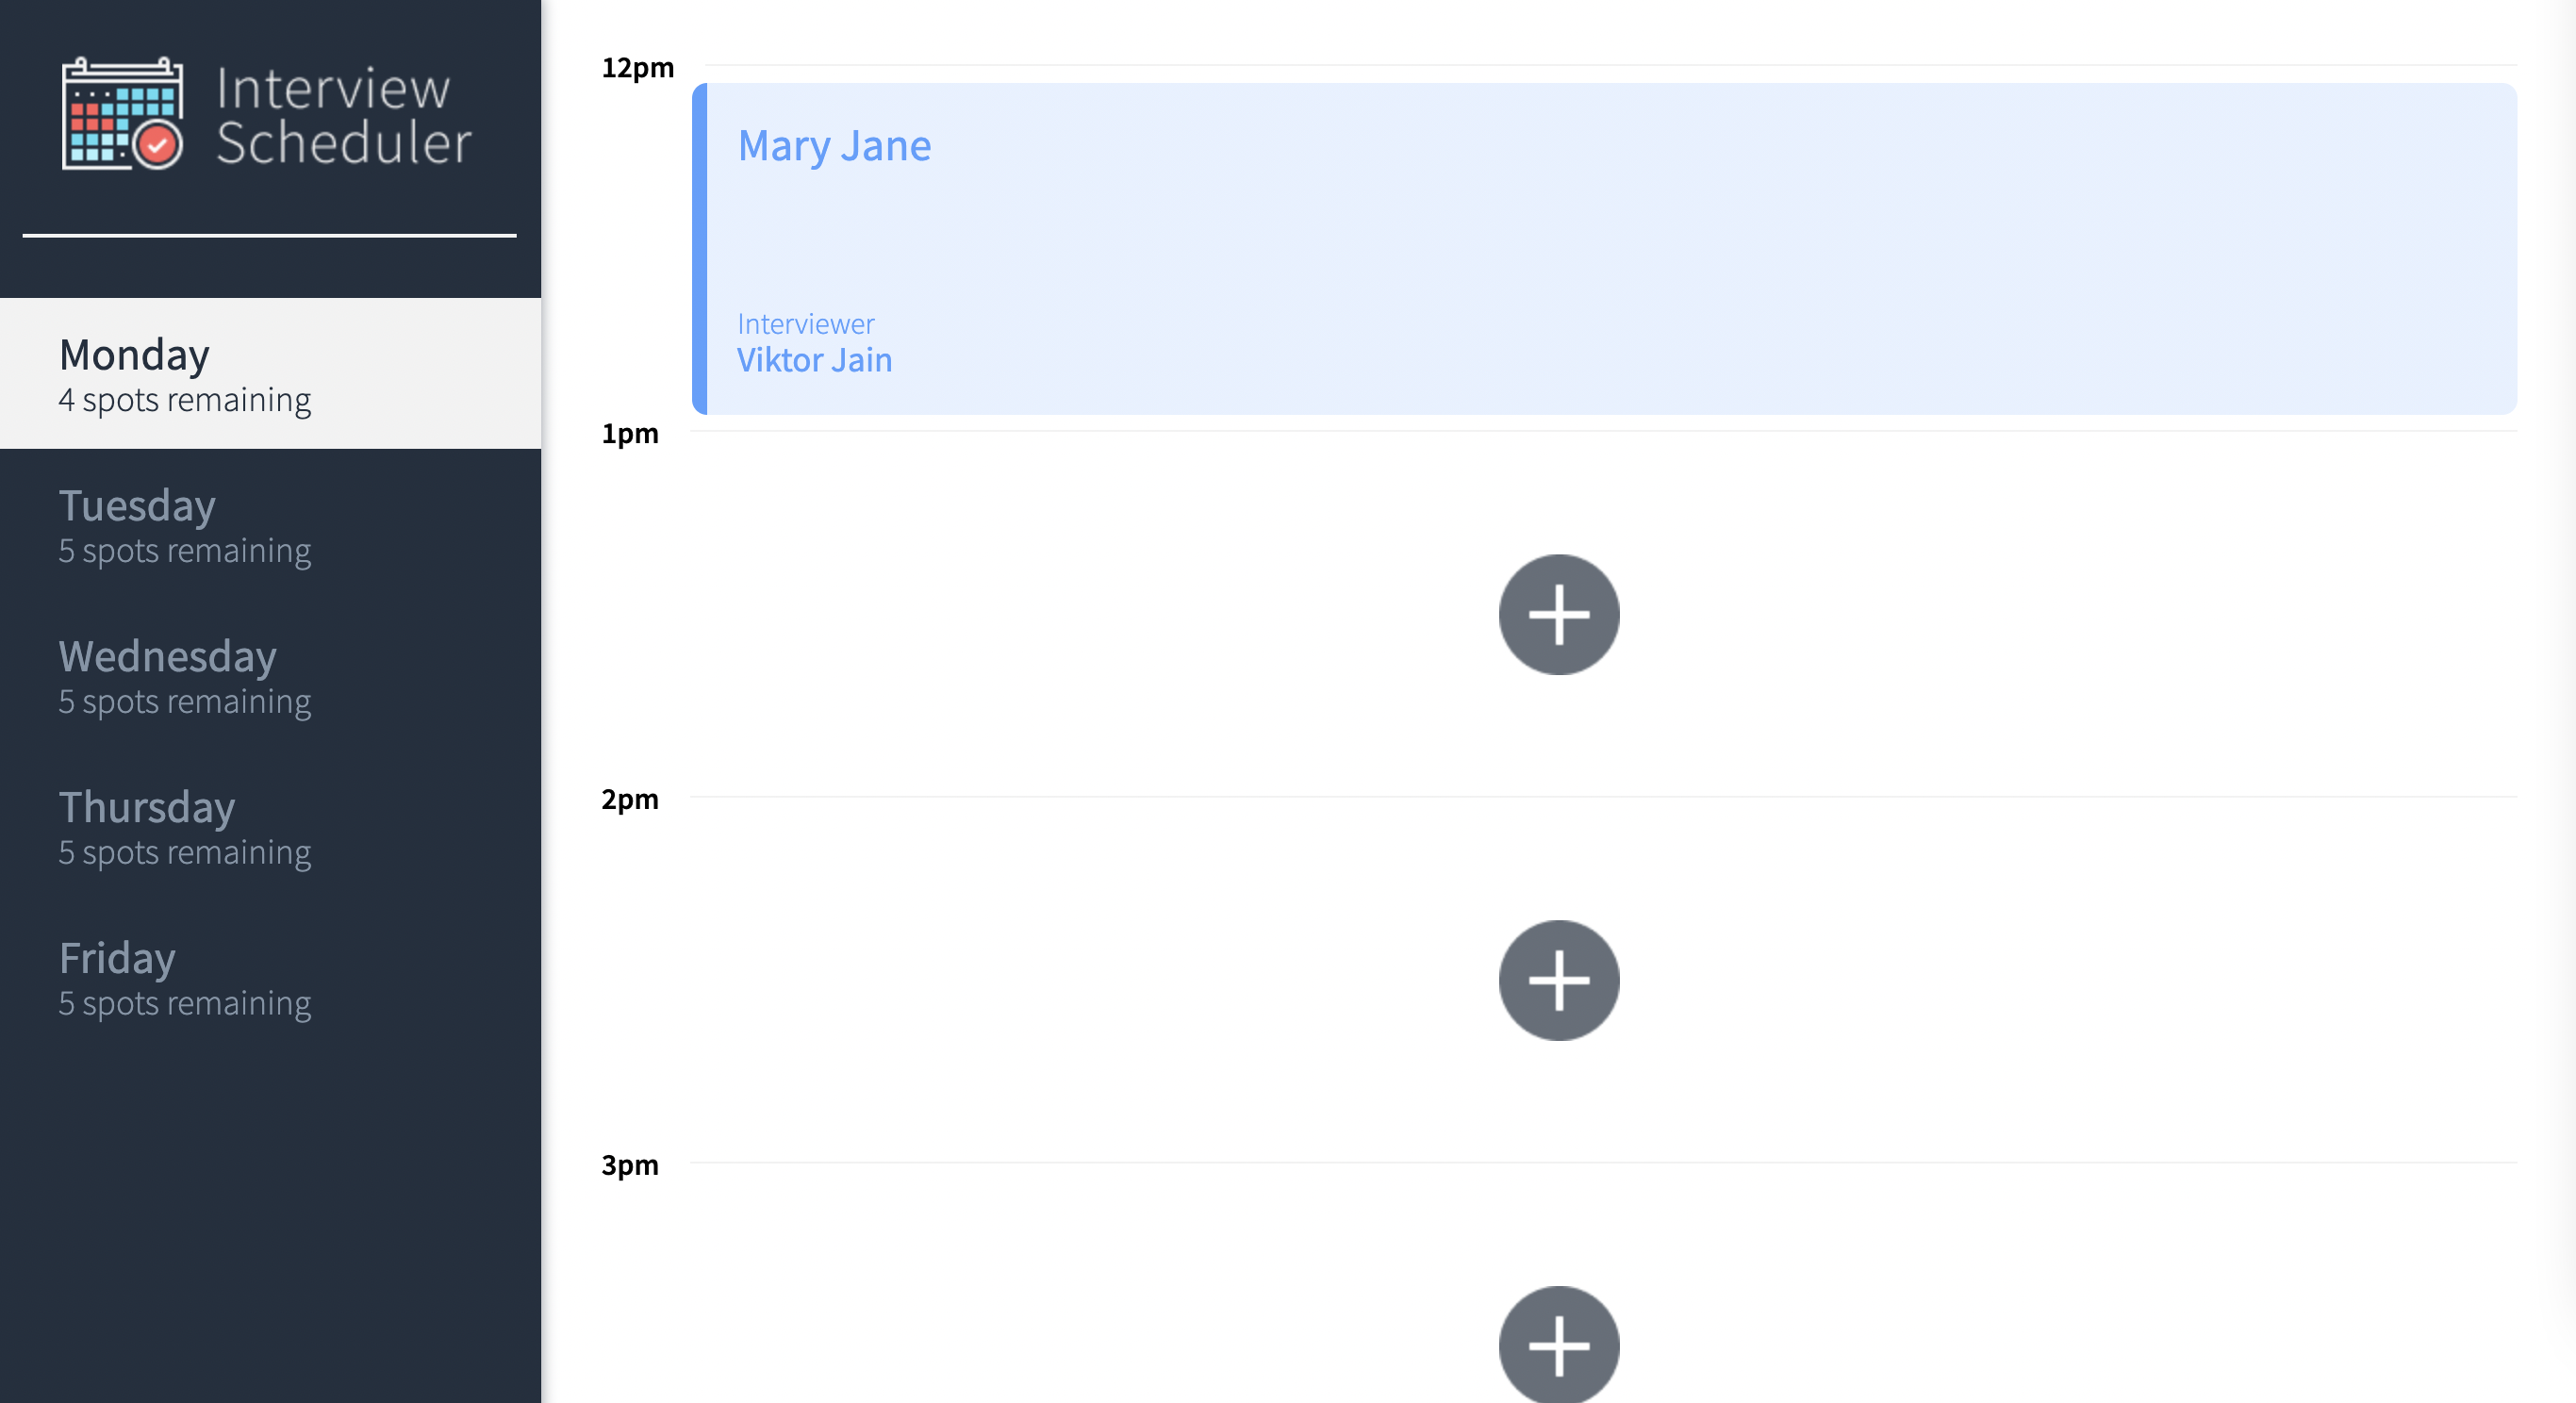 Interview
Scheduler
Monday
4 spots remaining
Tuesday
5 spots remaining
Wednesday
5 spots remaining
Thursday
5 spots remaining
Friday
5 spots remaining
12pm
Mary Jane
Interviewer
Viktor Jain
1pm
2pm
3pm